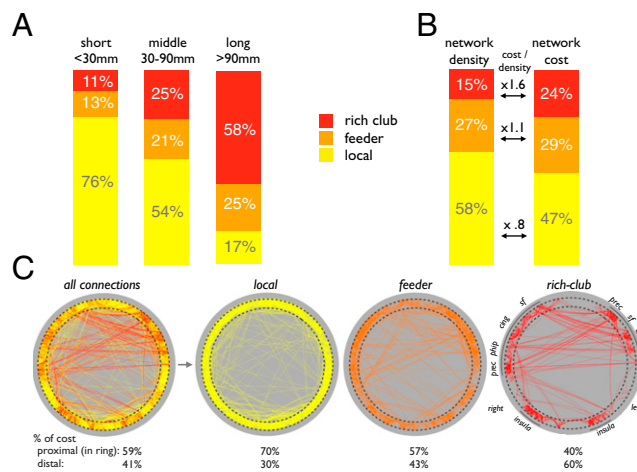 A
short
<30mm
middle
30-90mm
long
>90mm
11%
13%
76%
25%
21%
54%
58%
25%
17%
rich club
feeder
local
B
network
density
cost /
density
network
cost
15%
27%
58%
x1.6
x1.1
x .8
24%
29%
47%
C
all connections
local
feeder
rich-club
sf
cing
phip
prec
right
insula
prec
sf
le
insula
% of cost
proximal (in ring): 59% 70% 57% 40%
distal: 41% 30% 43% 60%